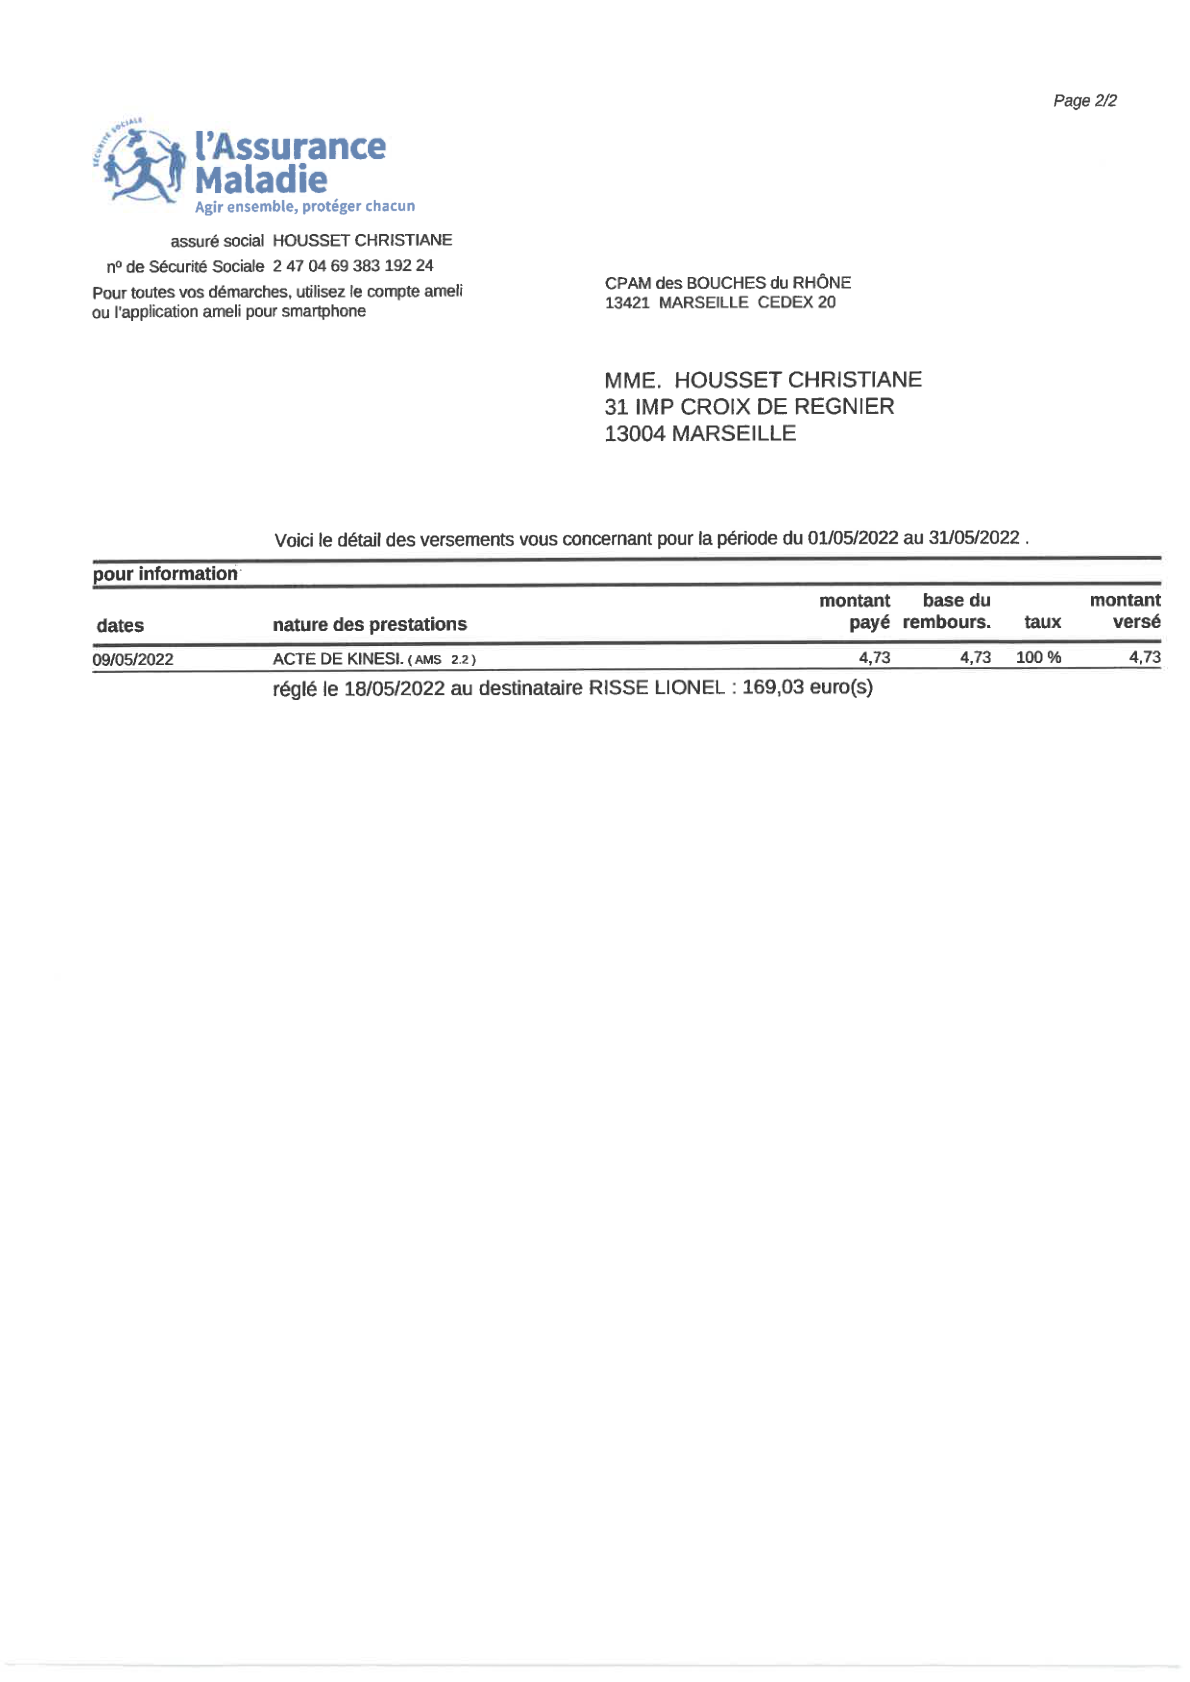 Page 2/2
SÉCURITÉ SOCIALE
l'Assurance
Maladie
Agir ensemble, protéger chacun
assuré social HOUSSET CHRISTIANE
nº de Sécurité Sociale 2 47 04 69 383 192 24
Pour toutes vos démarches, utilisez le compte ameli
ou l'application ameli pour smartphone
CPAM des BOUCHES du RHÔNE
13421 MARSEILLE CEDEX 20
MME. HOUSSET CHRISTIANE
31 IMP CROIX DE REGNIER
13004 MARSEILLE
Voici le détail des versements vous concernant pour la période du 01/05/2022 au 31/05/2022 .
pour information
dates nature des prestations montant payé base du rembours. taux montant versé
09/05/2022 ACTE DE KINESI. ( AMS 2.2 ) 4,73 4,73 100 % 4,73
réglé le 18/05/2022 au destinataire RISSE LIONEL : 169,03 euro(s)